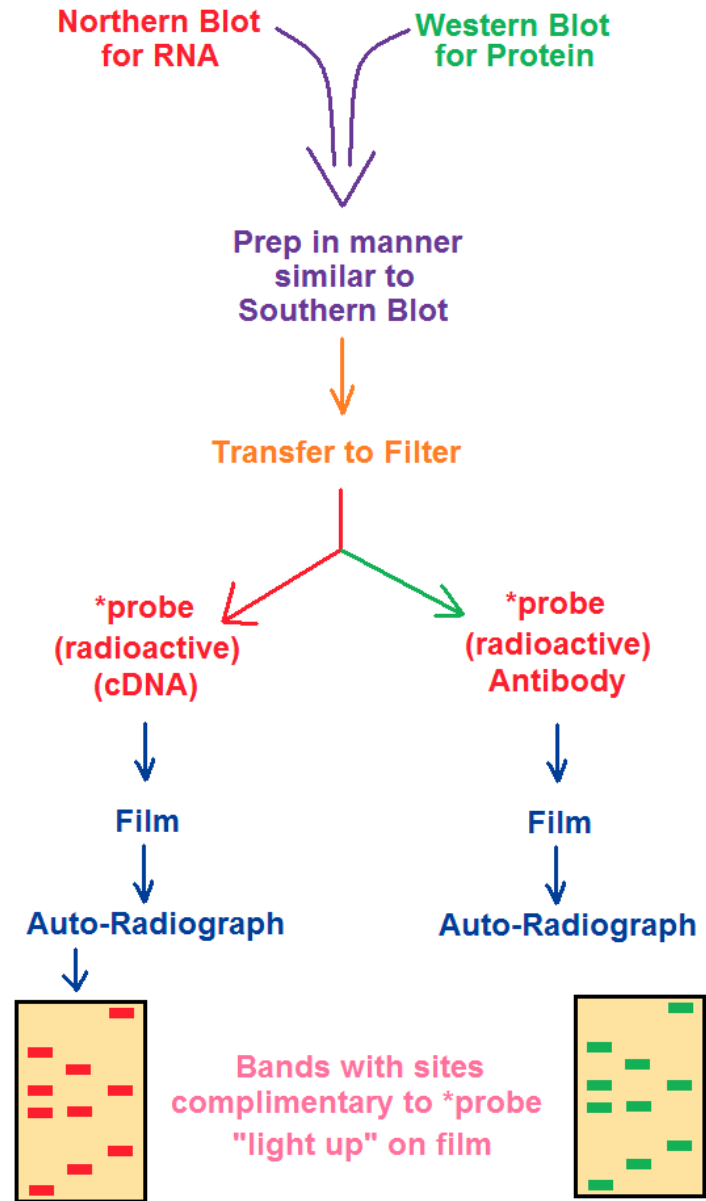 Northern Blot
for RNA
Western Blot
for Protein
Prep in manner
similar to
Southern Blot
Transfer to Filter
*probe
(radioactive)
(cDNA)
*probe
(radioactive)
Antibody
Film
Film
Auto-Radiograph
Auto-Radiograph
Bands with sites
complimentary to *probe
"light up" on film